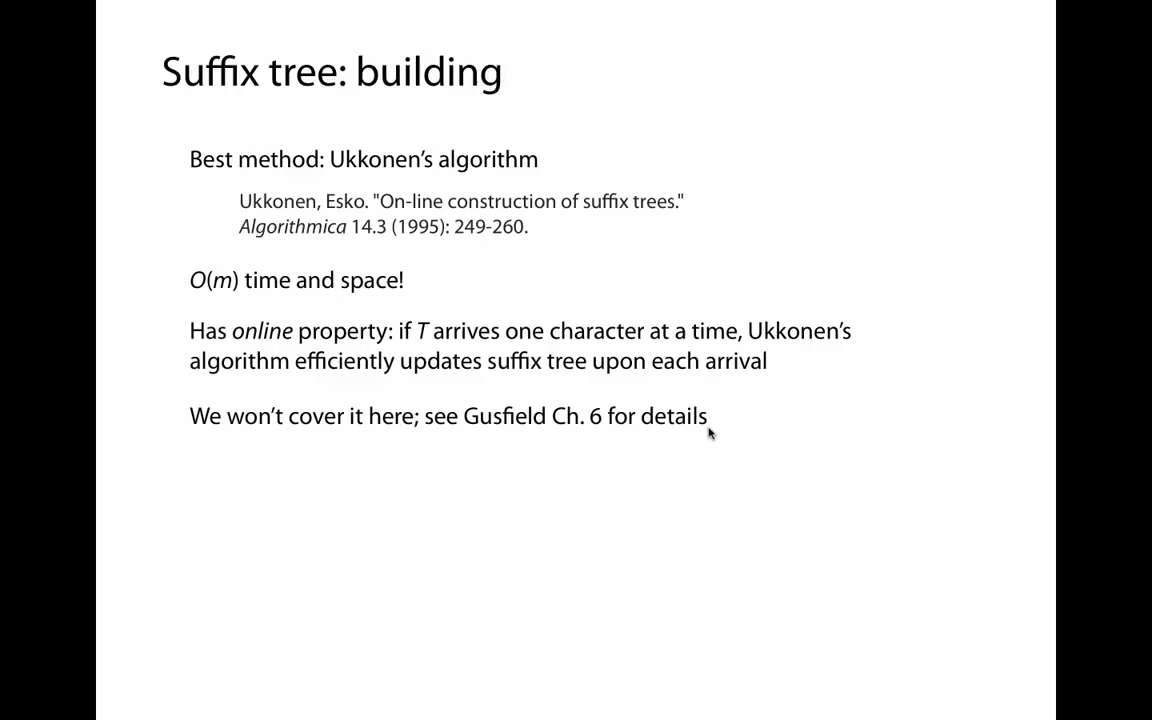 Suffix tree: building
Best method: Ukkonen’s algorithm
Ukkonen, Esko. "On-line construction of suffix trees."
Algorithmica 14.3 (1995): 249-260.
O(m) time and space!
Has online property: if T arrives one character at a time, Ukkonen’s
algorithm efficiently updates suffix tree upon each arrival
We won’t cover it here; see Gusfield Ch. 6 for details